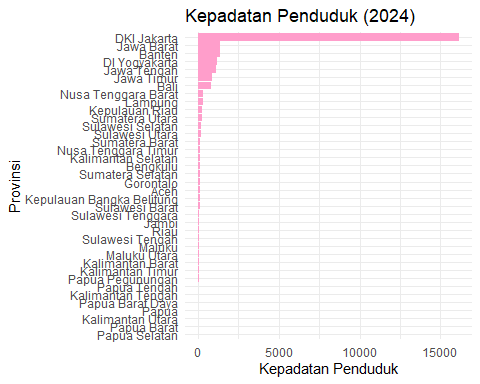 Kepadatan Penduduk (2024)
DKI Jakarta
Jawa Barat
Banten
DI Yogyakarta
Jawa Tengah
Jawa Timur
Bali
Nusa Tenggara Barat
Lampung
Kepulauan Riau
Sumatera Utara
Sulawesi Selatan
Sulawesi Utara
Sumatera Barat
Nusa Tenggara Timur
Kalimantan Selatan
Bengkulu
Sumatera Selatan
Gorontalo
Aceh
Kepulauan Bangka Belitung
Sulawesi Barat
Sulawesi Tenggara
Jambi
Riau
Sulawesi Tengah
Maluku
Maluku Utara
Kalimantan Barat
Kalimantan Timur
Papua Pegunungan
Papua Tengah
Kalimantan Tengah
Papua Barat Daya
Papua
Kalimantan Utara
Papua Barat
Papua Selatan
Provinsi
0 5000 10000 15000
Kepadatan Penduduk